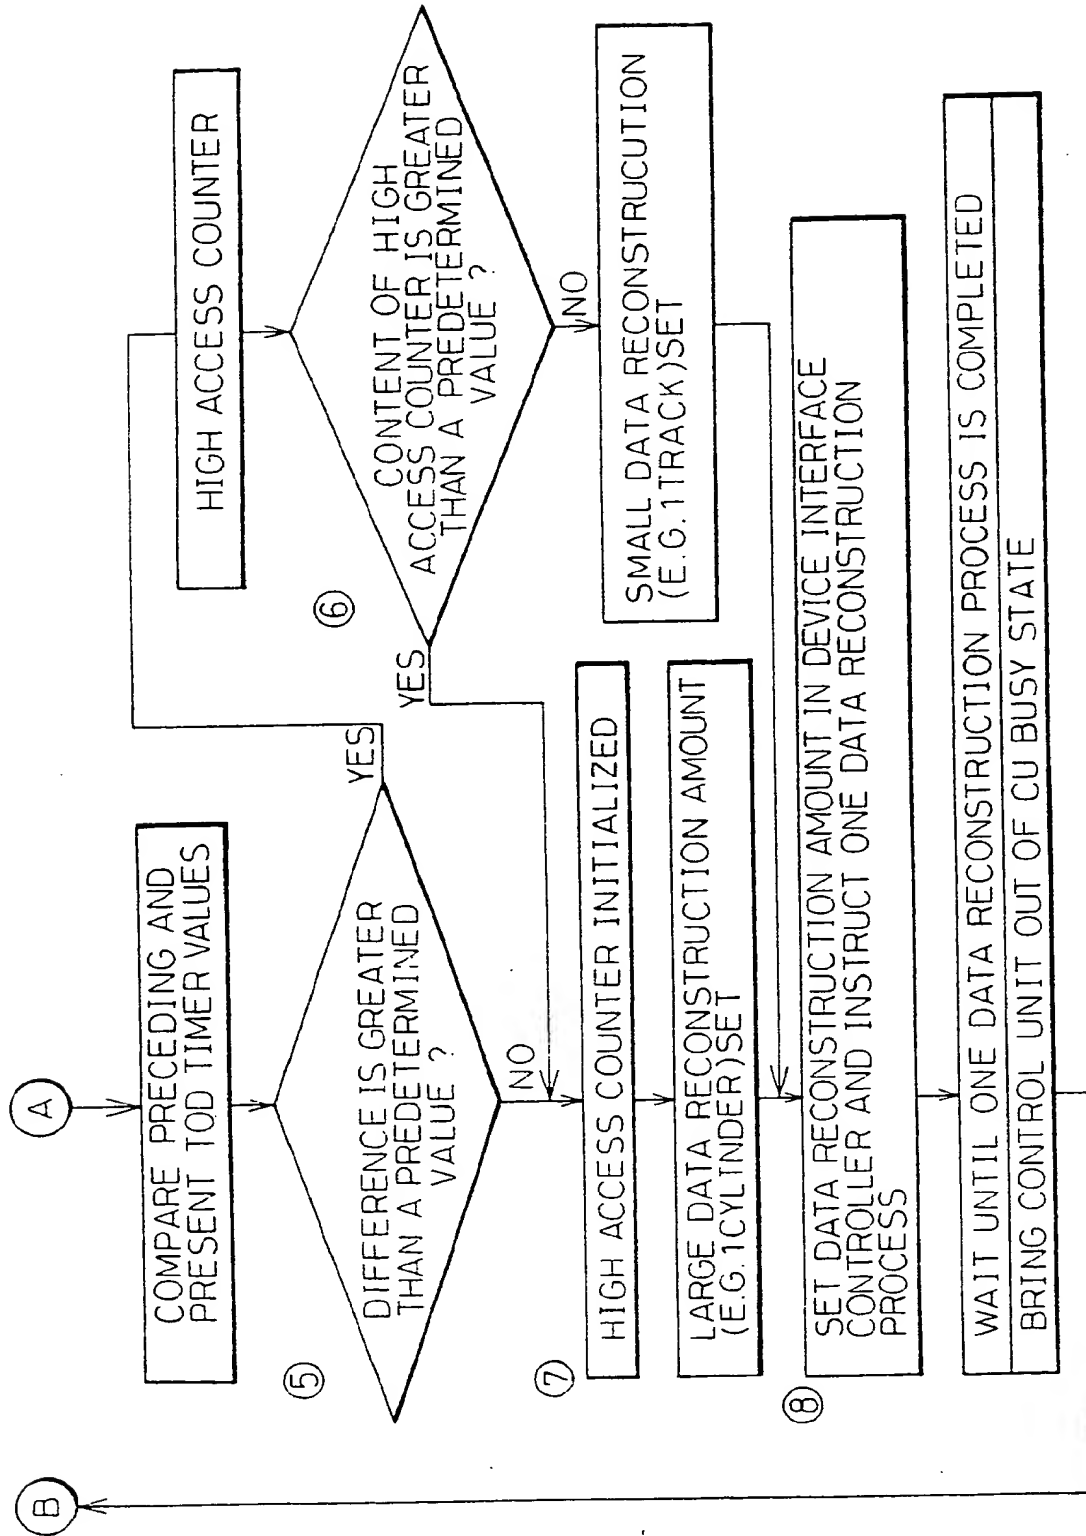 A
COMPARE PRECEDING AND
PRESENT TOD TIMER VALUES
⑤
DIFFERENCE IS GREATER
THAN A PREDETERMINED
VALUE ?
YES
NO
HIGH ACCESS COUNTER
⑥
CONTENT OF HIGH
ACCESS COUNTER IS GREATER
THAN A PREDETERMINED
VALUE ?
YES
NO
⑦
HIGH ACCESS COUNTER INITIALIZED
LARGE DATA RECONSTRUCTION AMOUNT
(E.G.1CYLINDER)SET
SMALL DATA RECONSTRUCUTION
(E.G.1TRACK)SET
⑧
SET DATA RECONSTRUCTION AMOUNT IN DEVICE INTERFACE
CONTROLLER AND INSTRUCT ONE DATA RECONSTRUCTION
PROCESS
WAIT UNTIL ONE DATA RECONSTRUCTION PROCESS IS COMPLETED
BRING CONTROL UNIT OUT OF CU BUSY STATE
B